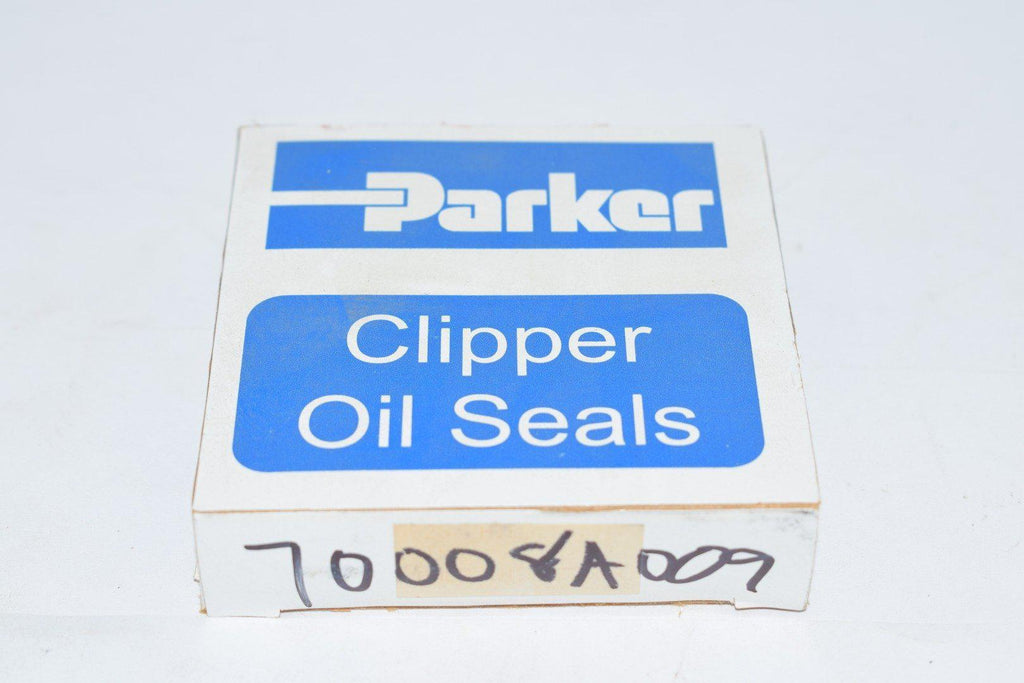 Parker
Clipper
Oil Seals
70008A009